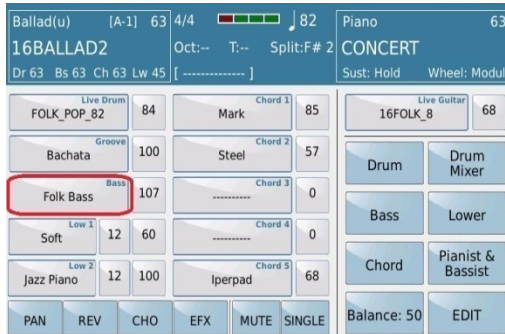 Ballad(u) [A-1] 63 4/4 82 Piano 63
16BALLAD2 Oct:-- T:-- Split:F# 2 CONCERT
Dr 63 Bs 63 Ch 63 Lw 45 [ -------------- ] Sust: Hold Wheel: Modul
Live Drum Chord 1 Live Guitar
FOLK_POP_82 84 Mark 85 16FOLK_8 68
Groove Chord 2
Bachata 100 Steel 57 Drum Drum Mixer
Bass Chord 3
Folk Bass 107 ---------- 0 Bass Lower
Low 1 Chord 4
Soft 12 60 ---------- 0 Chord Pianist & Bassist
Low 2 Chord 5
Jazz Piano 12 100 Iperpad 68
PAN REV CHO EFX MUTE SINGLE Balance: 50 EDIT